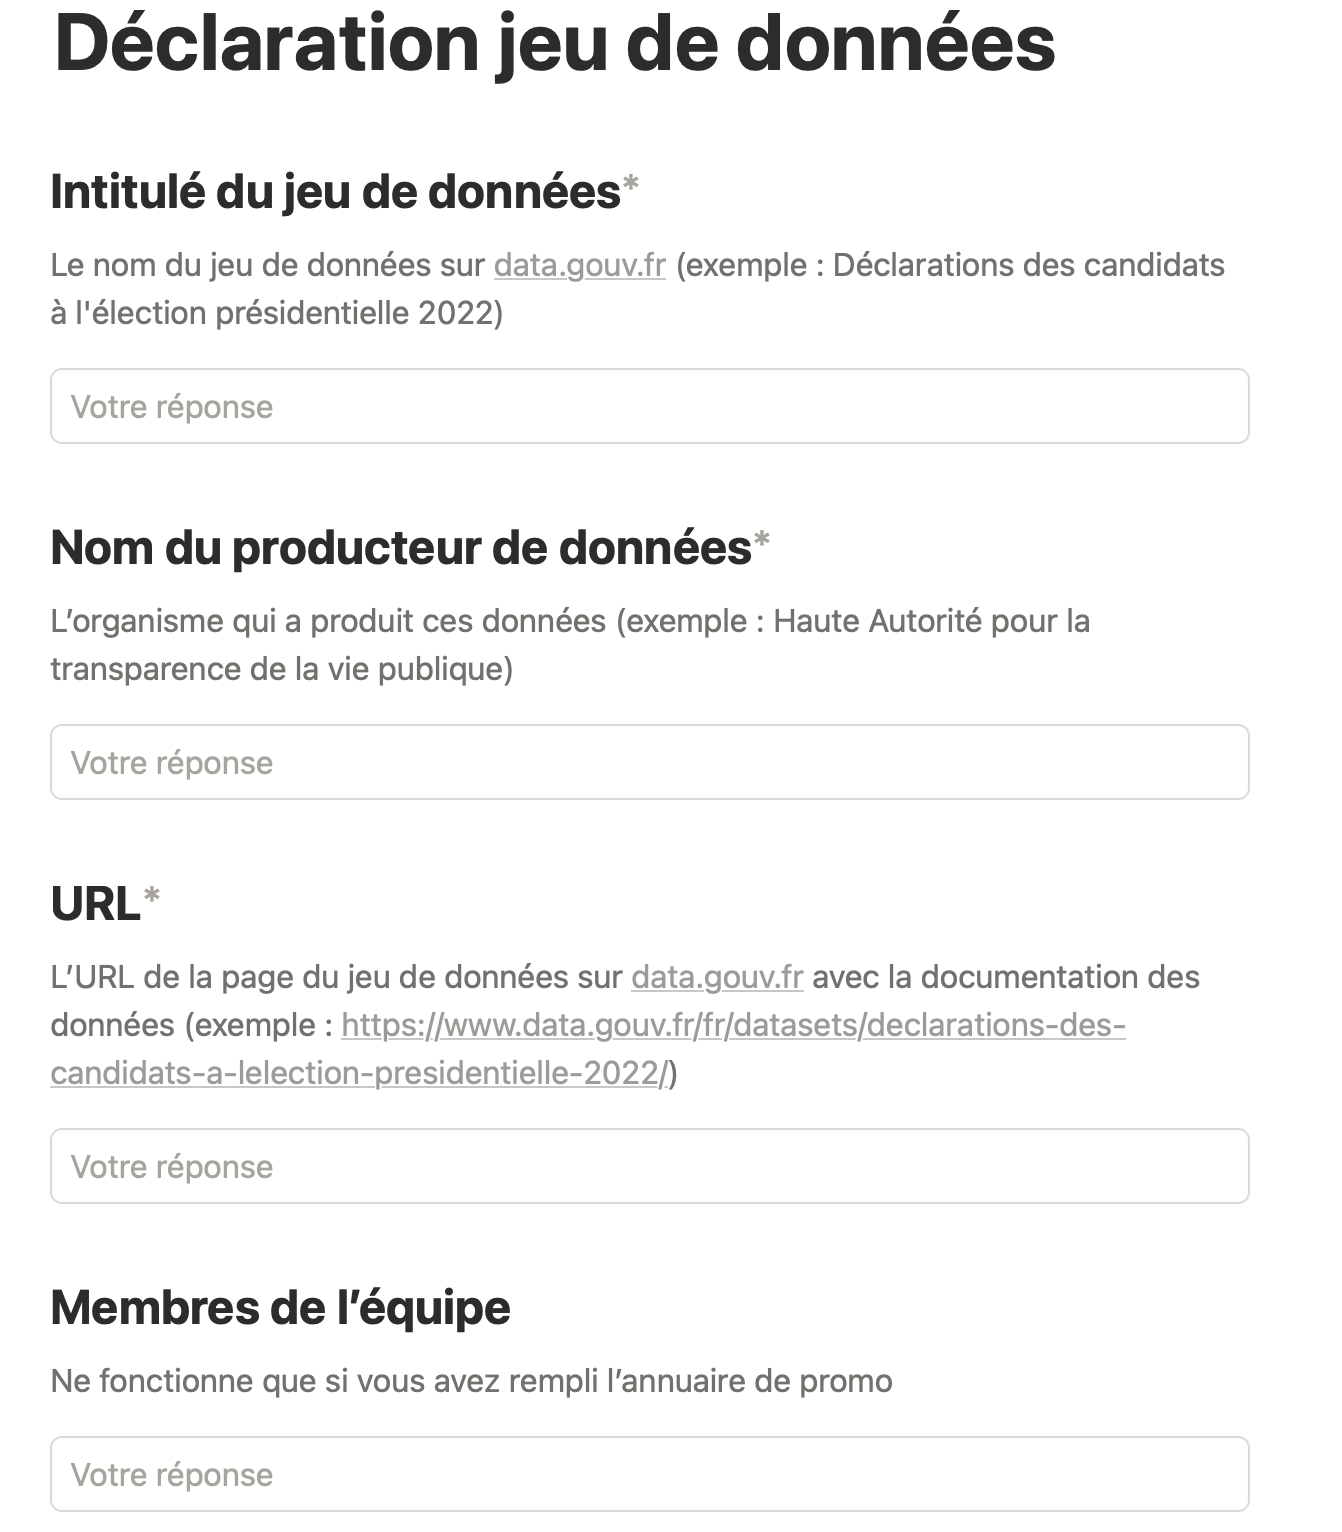 Déclaration jeu de données
Intitulé du jeu de données*
Le nom du jeu de données sur data.gouv.fr (exemple : Déclarations des candidats
à l'élection présidentielle 2022)
Votre réponse
Nom du producteur de données*
L’organisme qui a produit ces données (exemple : Haute Autorité pour la
transparence de la vie publique)
Votre réponse
URL*
L’URL de la page du jeu de données sur data.gouv.fr avec la documentation des
données (exemple : https://www.data.gouv.fr/fr/datasets/declarations-des-
candidats-a-lelection-presidentielle-2022/)
Votre réponse
Membres de l’équipe
Ne fonctionne que si vous avez rempli l’annuaire de promo
Votre réponse